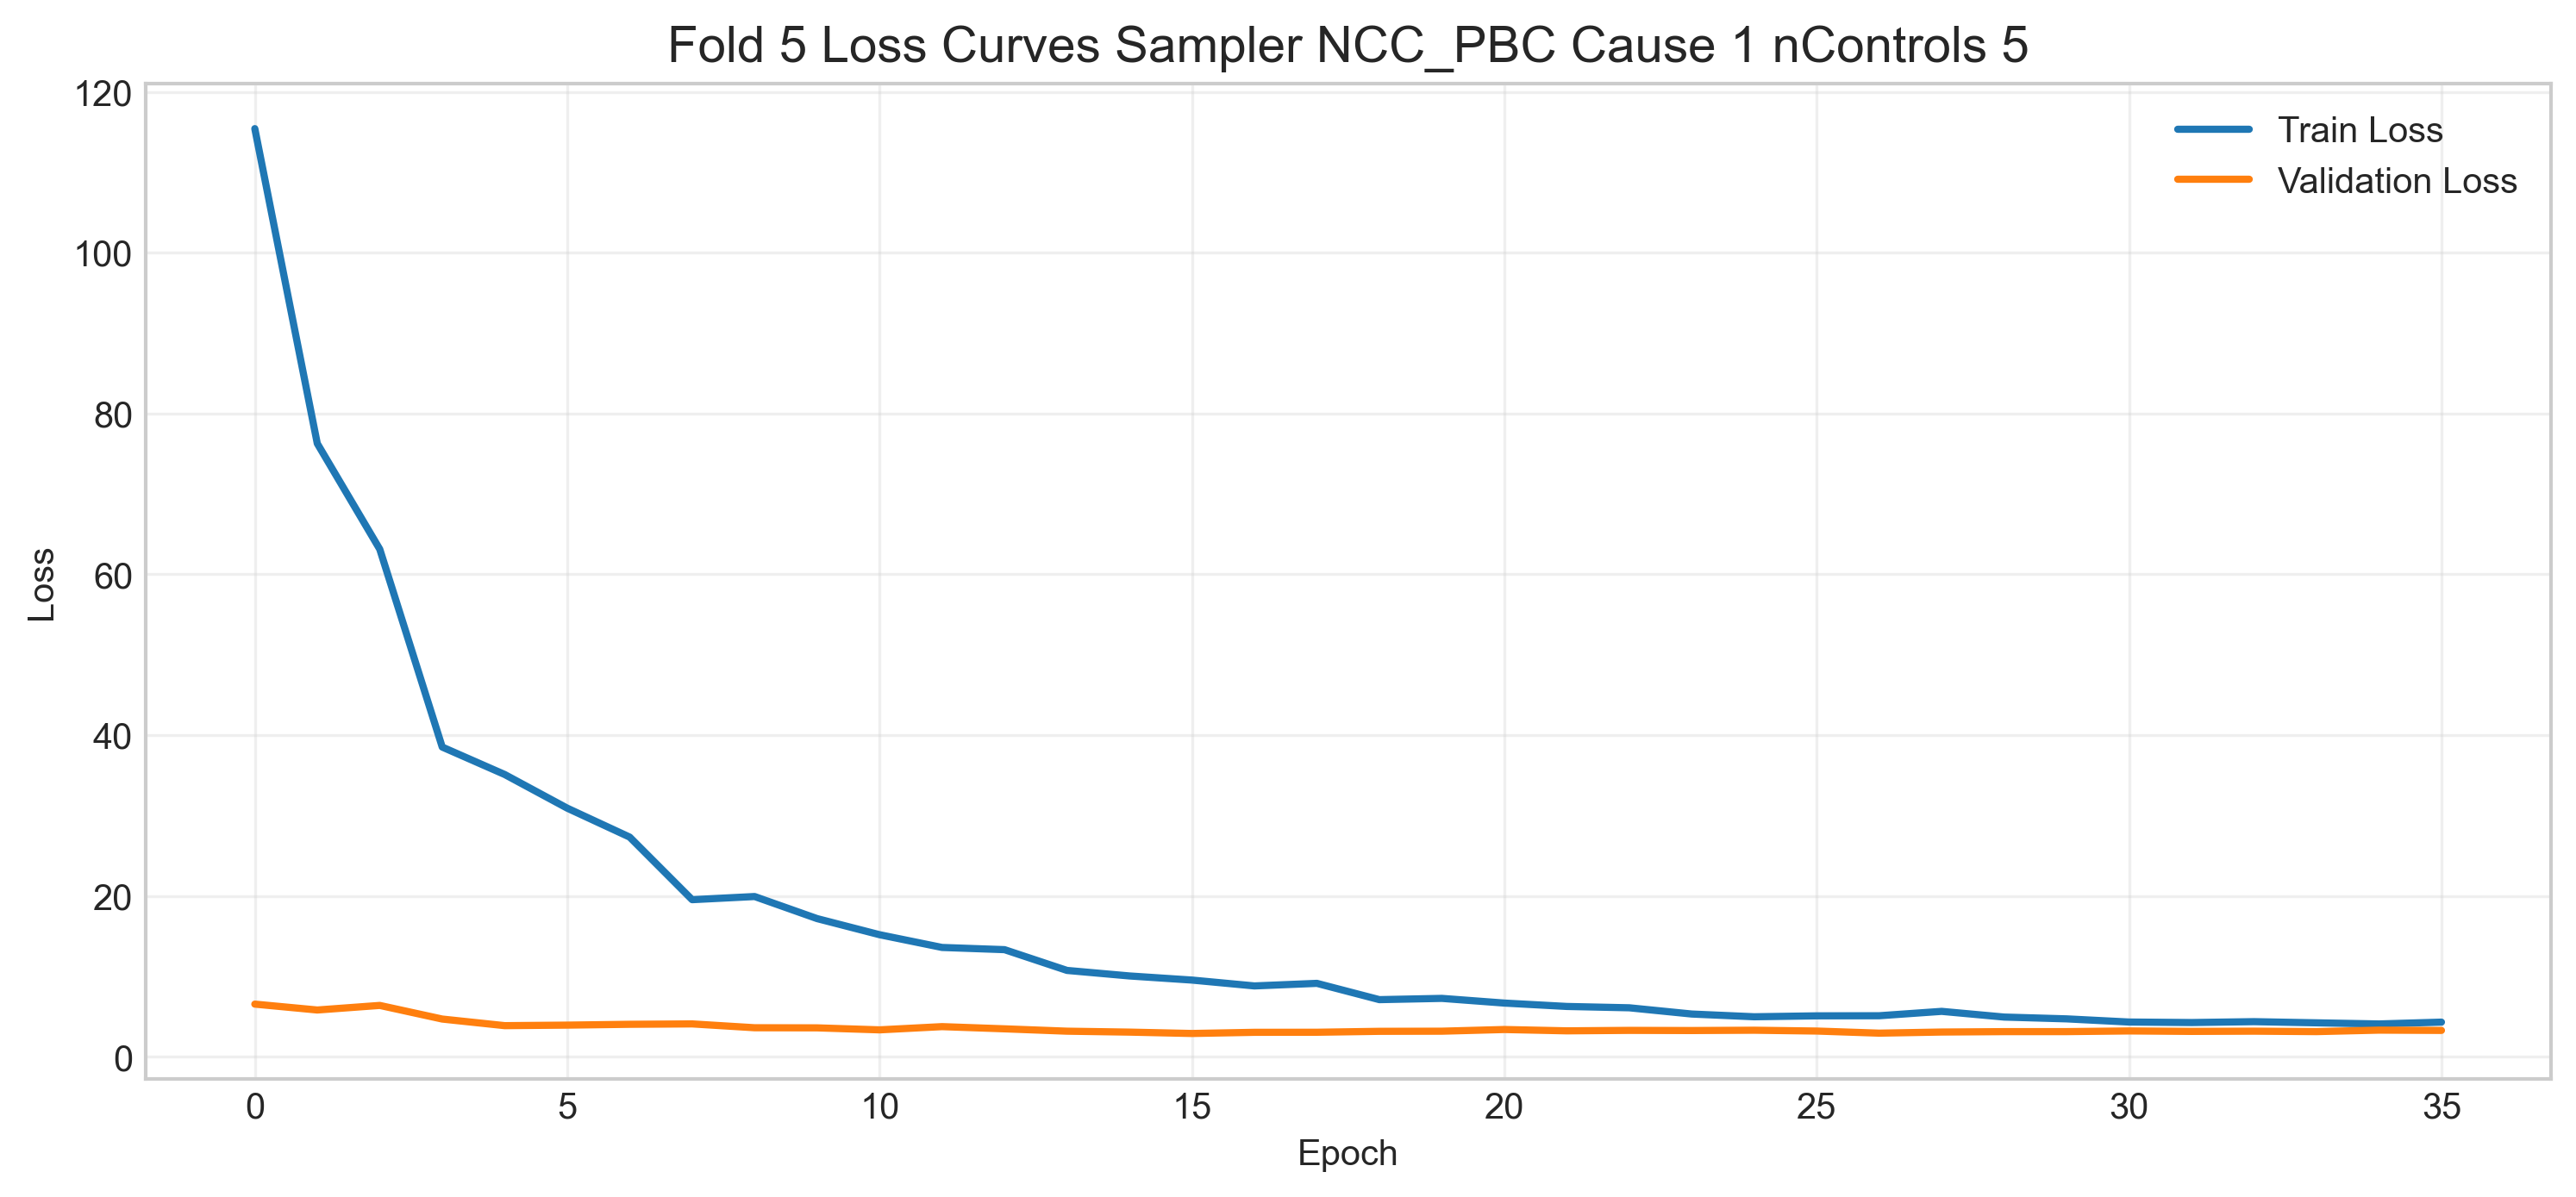 Fold 5 Loss Curves Sampler NCC_PBC Cause 1 nControls 5
Train Loss
Validation Loss
120
100
80
60
40
20
0
Loss
0 5 10 15 20 25 30 35
Epoch